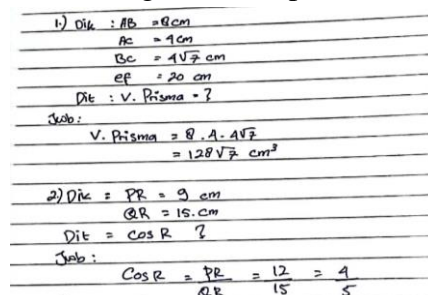 1.) Dik : AB = 8 cm
AC = 4 cm
BC = 4√7 cm
ef = 20 cm
Dit : V. Prisma = ?
Jwb :
V. Prisma = 8 . 4 . 4√7
= 128√7 cm³
2) Dik : PR = 9 cm
QR = 15. cm
Dit = cos R ?
Jwb :
Cos R = PR/QR = 12/15 = 4/5